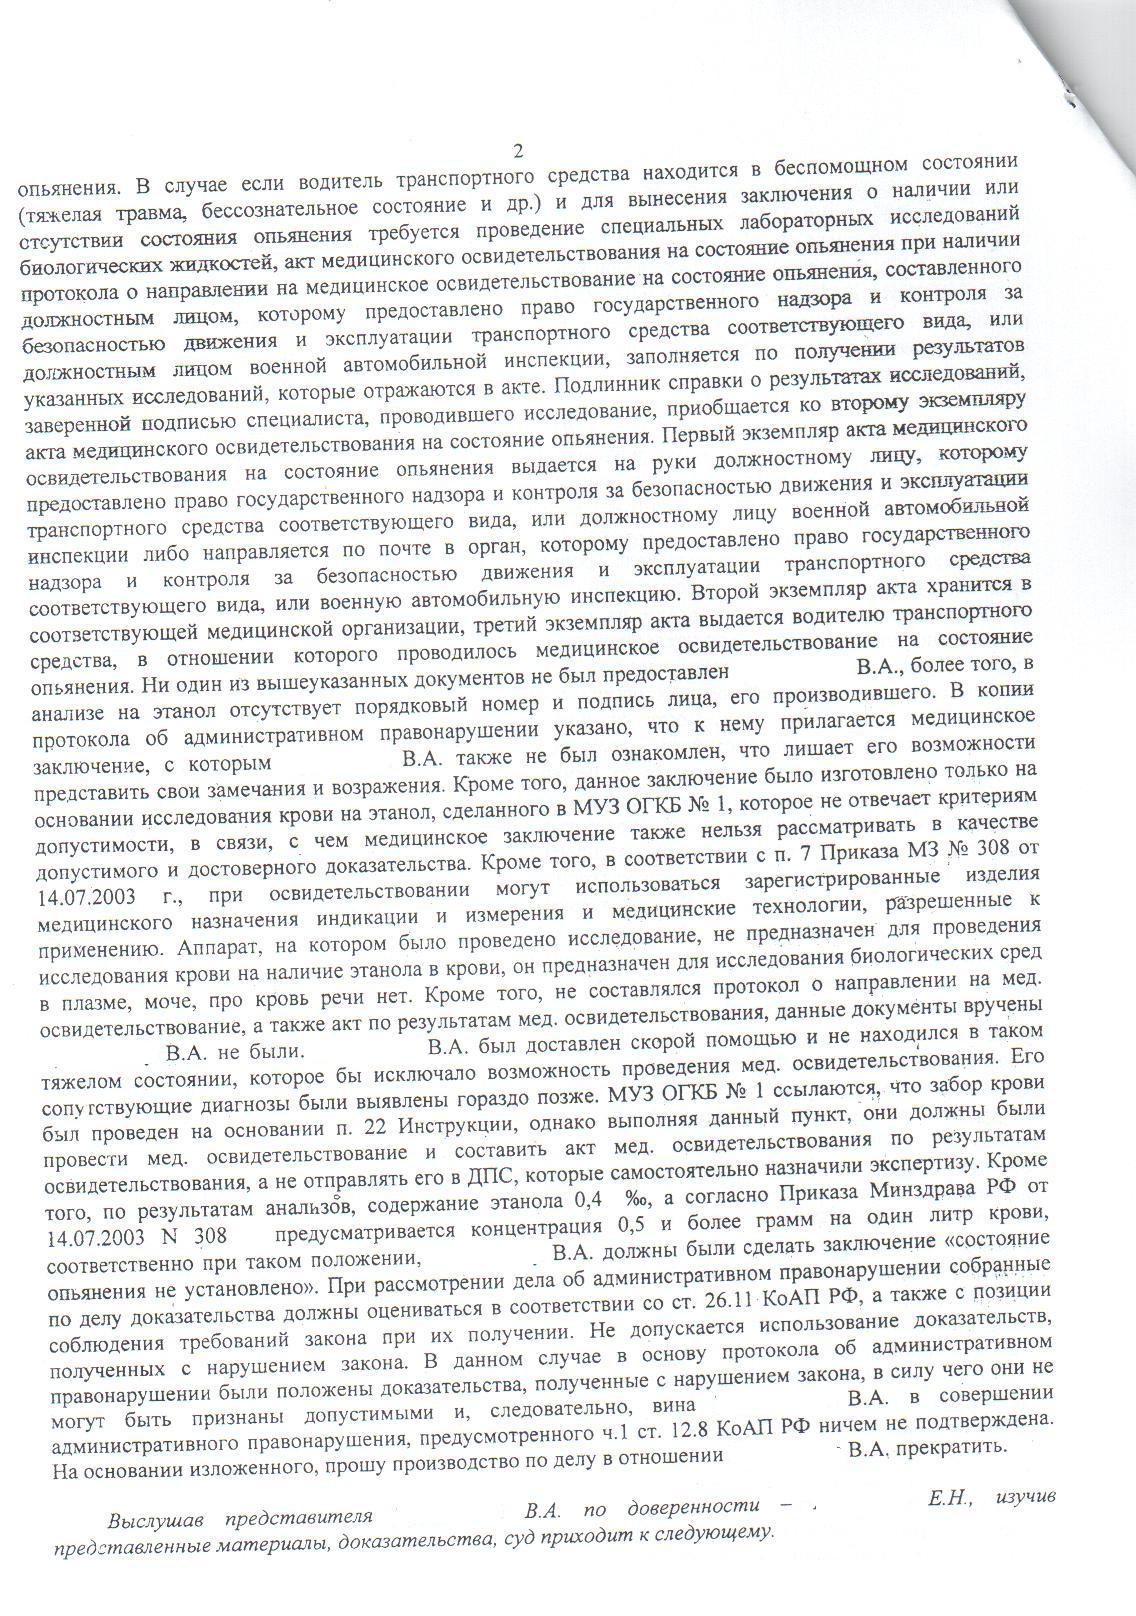 2
опьянения. В случае если водитель транспортного средства находится в беспомощном состоянии
(тяжелая травма, бессознательное состояние и др.) и для вынесения заключения о наличии или
отсутствии состояния опьянения требуется проведение специальных лабораторных исследований
биологических жидкостей, акт медицинского освидетельствования на состояние опьянения при наличии
протокола о направлении на медицинское освидетельствование на состояние опьянения, составленного
должностным лицом, которому предоставлено право государственного надзора и контроля за
безопасностью движения и эксплуатации транспортного средства соответствующего вида, или
должностным лицом военной автомобильной инспекции, заполняется по получении результатов
указанных исследований, которые отражаются в акте. Подлинник справки о результатах исследований,
заверенной подписью специалиста, проводившего исследование, приобщается ко второму экземпляру
акта медицинского освидетельствования на состояние опьянения. Первый экземпляр акта медицинского
освидетельствования на состояние опьянения выдается на руки должностному лицу, которому
предоставлено право государственного надзора и контроля за безопасностью движения и эксплуатации
транспортного средства соответствующего вида, или должностному лицу военной автомобильной
инспекции либо направляется по почте в орган, которому предоставлено право государственного
надзора и контроля за безопасностью движения и эксплуатации транспортного средства
соответствующего вида, или военную автомобильную инспекцию. Второй экземпляр акта хранится в
соответствующей медицинской организации, третий экземпляр акта выдается водителю транспортного
средства, в отношении которого проводилось медицинское освидетельствование на состояние
опьянения. Ни один из вышеуказанных документов не был предоставлен В.А., более того, в
анализе на этанол отсутствует порядковый номер и подпись лица, его производившего. В копии
протокола об административном правонарушении указано, что к нему прилагается медицинское
заключение, с которым В.А. также не был ознакомлен, что лишает его возможности
представить свои замечания и возражения. Кроме того, данное заключение было изготовлено только на
основании исследования крови на этанол, сделанного в МУЗ ОГКБ № 1, которое не отвечает критериям
допустимости, в связи, с чем медицинское заключение также нельзя рассматривать в качестве
допустимого и достоверного доказательства. Кроме того, в соответствии с п. 7 Приказа МЗ № 308 от
14.07.2003 г., при освидетельствовании могут использоваться зарегистрированные изделия
медицинского назначения индикации и измерения и медицинские технологии, разрешенные к
применению. Аппарат, на котором было проведено исследование, не предназначен для проведения
исследования крови на наличие этанола в крови, он предназначен для исследования биологических сред
в плазме, моче, про кровь речи нет. Кроме того, не составлялся протокол о направлении на мед.
освидетельствование, а также акт по результатам мед. освидетельствования, данные документы вручены
В.А. не были. В.А. был доставлен скорой помощью и не находился в таком
тяжелом состоянии, которое бы исключало возможность проведения мед. освидетельствования. Его
сопутствующие диагнозы были выявлены гораздо позже. МУЗ ОГКБ № 1 ссылаются, что забор крови
был проведен на основании п. 22 Инструкции, однако выполняя данный пункт, они должны были
провести мед. освидетельствование и составить акт мед. освидетельствования по результатам
освидетельствования, а не отправлять его в ДПС, которые самостоятельно назначили экспертизу. Кроме
того, по результатам анализов, содержание этанола 0,4 ‰, а согласно Приказа Минздрава РФ от
14.07.2003 N 308 предусматривается концентрация 0,5 и более грамм на один литр крови,
соответственно при таком положении, В.А. должны были сделать заключение «состояние
опьянения не установлено». При рассмотрении дела об административном правонарушении собранные
по делу доказательства должны оцениваться в соответствии со ст. 26.11 КоАП РФ, а также с позиции
соблюдения требований закона при их получении. Не допускается использование доказательств,
полученных с нарушением закона. В данном случае в основу протокола об административном
правонарушении были положены доказательства, полученные с нарушением закона, в силу чего они не
могут быть признаны допустимыми и, следовательно, вина В.А. в совершении
административного правонарушения, предусмотренного ч.1 ст. 12.8 КоАП РФ ничем не подтверждена.
На основании изложенного, прошу производство по делу в отношении В.А. прекратить.
Выслушав представителя В.А. по доверенности – Е.Н., изучив
представленные материалы, доказательства, суд приходит к следующему.